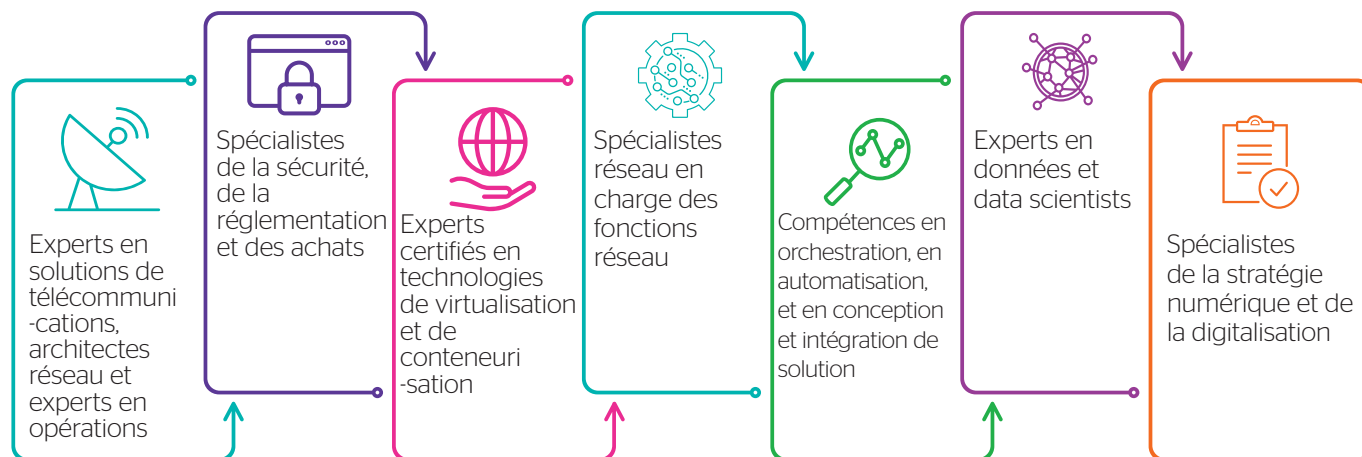 Experts en
solutions de
télécommuni
-cations,
architectes
réseau et
experts en
opérations
Spécialistes
de la sécurité,
de la
réglementation
et des achats
Experts
certifiés en
technologies
de virtualisation
et de
conteneuri
-sation
Spécialistes
réseau en
charge des
fonctions
réseau
Compétences en
orchestration, en
automatisation,
et en conception
et intégration de
solution
Experts en
données et
data scientists
Spécialistes
de la stratégie
numérique et de
la digitalisation